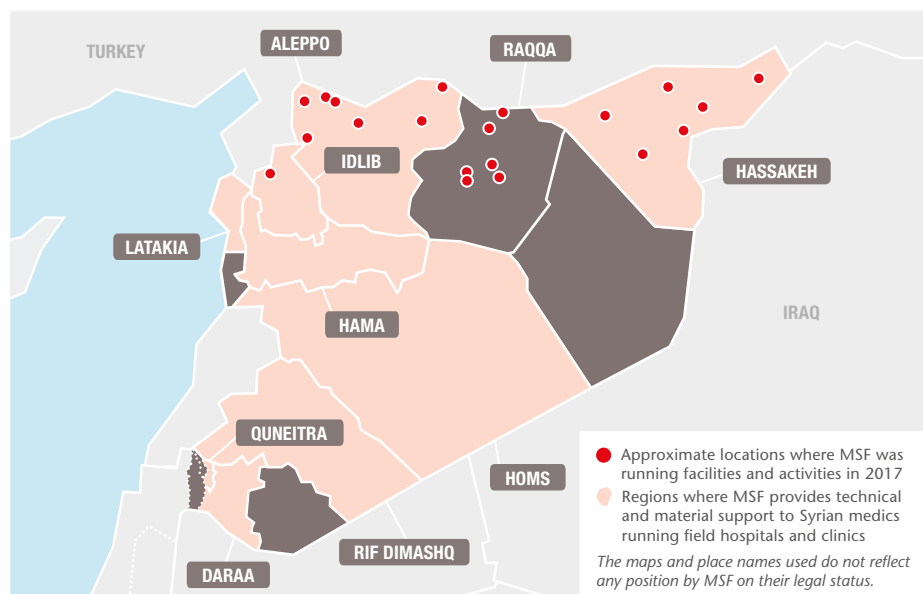 TURKEY
ALEPPO
RAQQA
IDLIB
HASSAKEH
LATAKIA
HAMA
IRAQ
QUNEITRA
HOMS
RIF DIMASHQ
DARAA
Approximate locations where MSF was
running facilities and activities in 2017
Regions where MSF provides technical
and material support to Syrian medics
running field hospitals and clinics
The maps and place names used do not reflect
any position by MSF on their legal status.